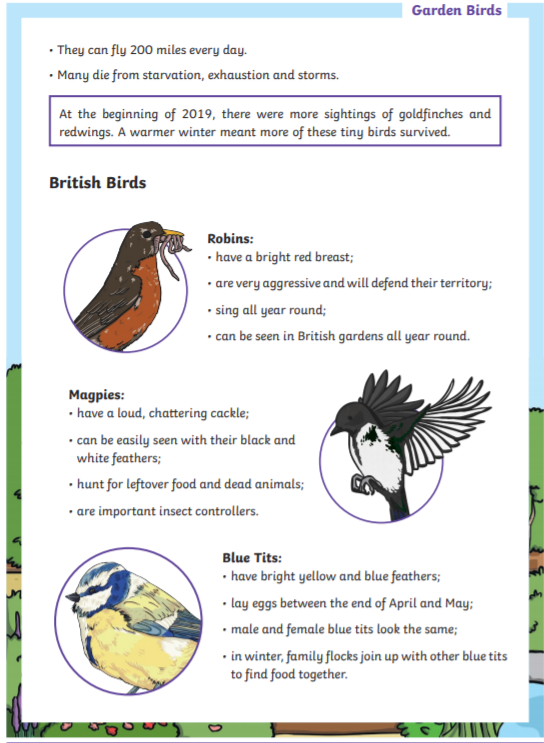 Garden Birds
• They can fly 200 miles every day.
• Many die from starvation, exhaustion and storms.
At the beginning of 2019, there were more sightings of goldfinches and
redwings. A warmer winter meant more of these tiny birds survived.
British Birds
Robins:
• have a bright red breast;
• are very aggressive and will defend their territory;
• sing all year round;
• can be seen in British gardens all year round.
Magpies:
• have a loud, chattering cackle;
• can be easily seen with their black and
white feathers;
• hunt for leftover food and dead animals;
• are important insect controllers.
Blue Tits:
• have bright yellow and blue feathers;
• lay eggs between the end of April and May;
• male and female blue tits look the same;
• in winter, family flocks join up with other blue tits
to find food together.